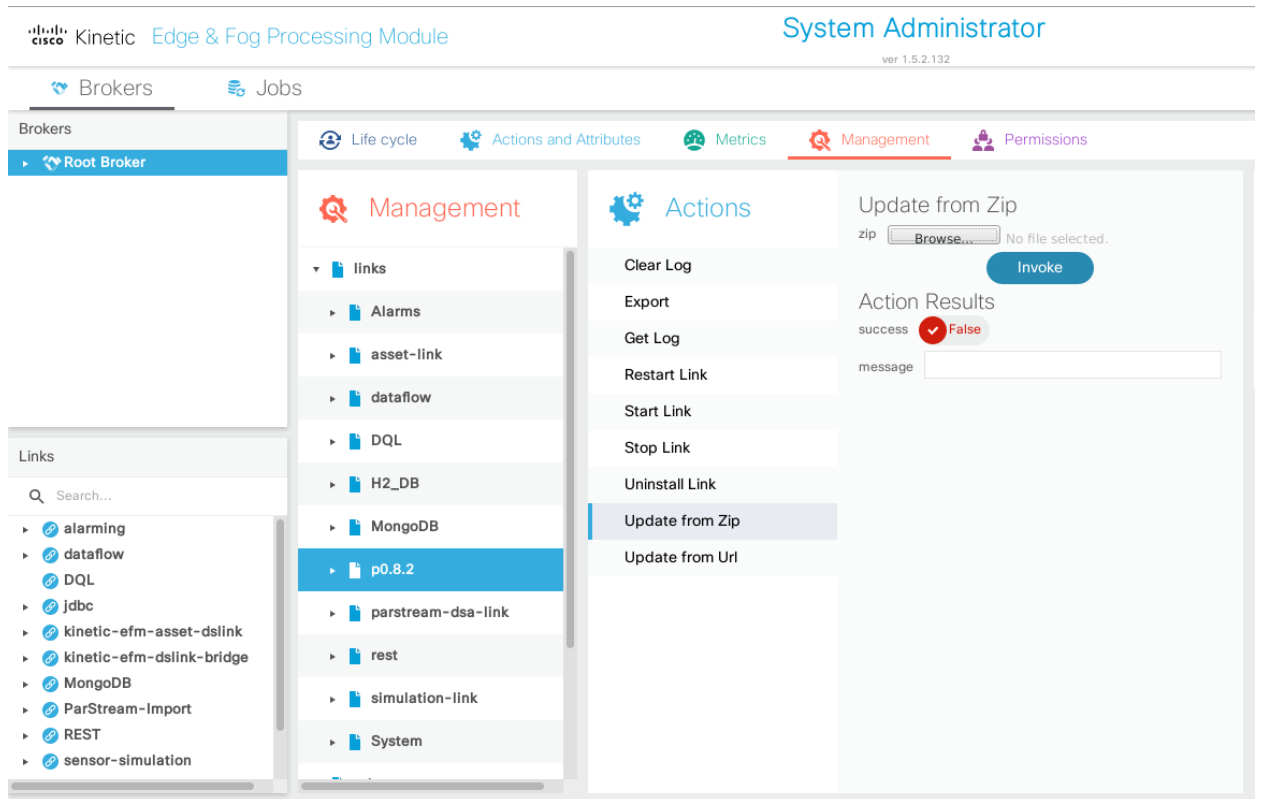 cisco Kinetic Edge & Fog Processing Module
System Administrator
ver 1.5.2.132
Brokers
Jobs
Brokers
Root Broker
Links
Search...
alarming
dataflow
DQL
jdbc
kinetic-efm-asset-dslink
kinetic-efm-dslink-bridge
MongoDB
ParStream-Import
REST
sensor-simulation
Life cycle
Actions and Attributes
Metrics
Management
Permissions
Management
links
Alarms
asset-link
dataflow
DQL
H2_DB
MongoDB
p0.8.2
parstream-dsa-link
rest
simulation-link
System
Actions
Clear Log
Export
Get Log
Restart Link
Start Link
Stop Link
Uninstall Link
Update from Zip
Update from Url
Update from Zip
zip Browse... No file selected.
Invoke
Action Results
success False
message